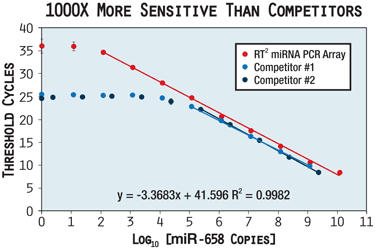 1000X More Sensitive Than Competitors
Threshold Cycles
40
35
30
25
20
15
10
5
0
RT² miRNA PCR Array
Competitor #1
Competitor #2
y = -3.3683x + 41.596 R² = 0.9982
0 1 2 3 4 5 6 7 8 9 10 11
Log₁₀ [miR-658 Copies]